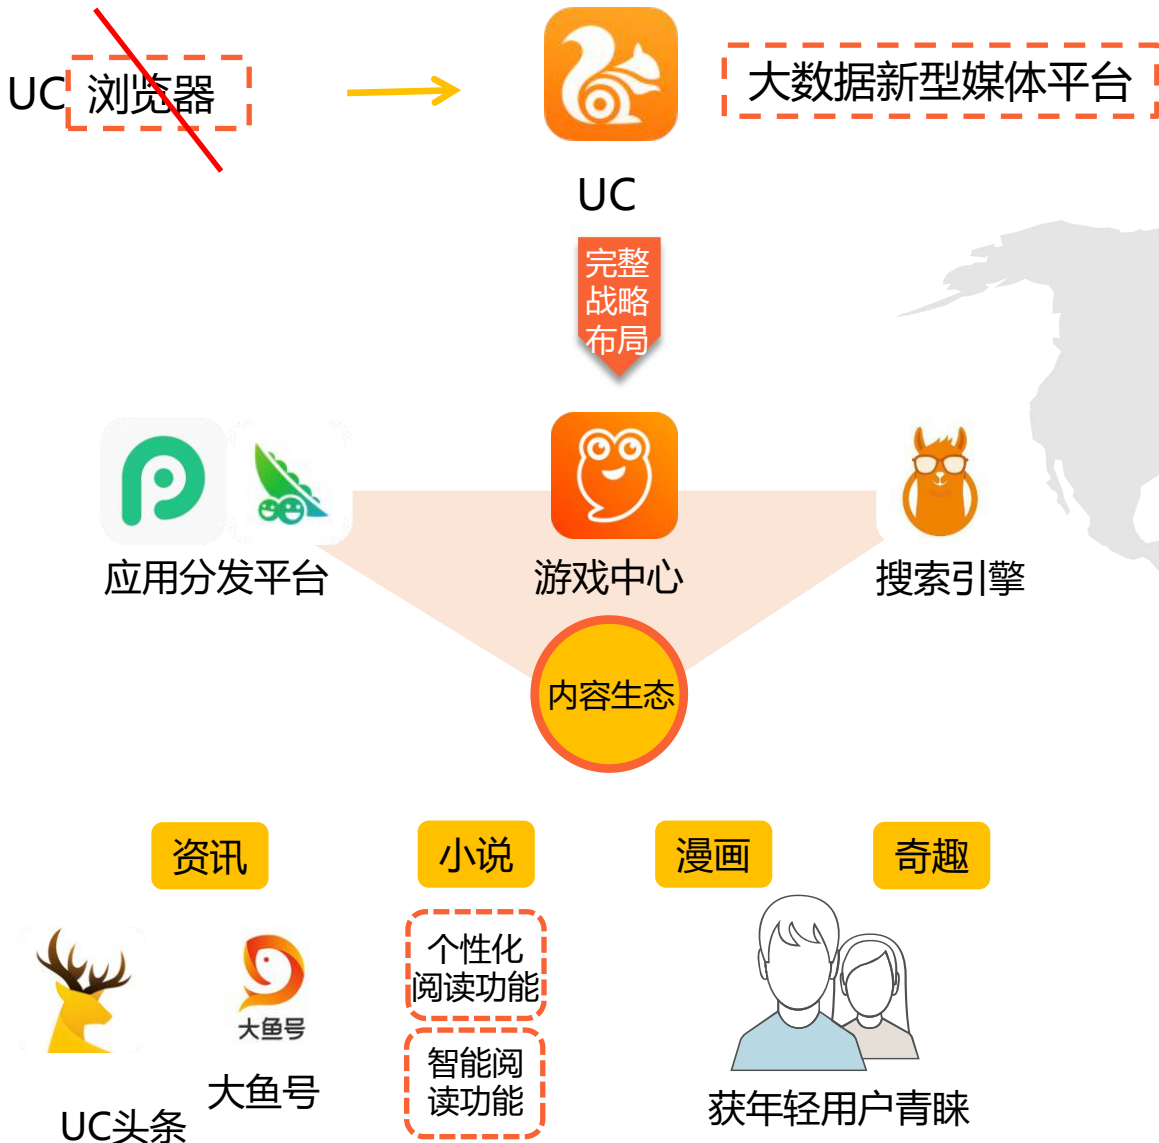 UC 浏览器
大数据新型媒体平台
UC
完整
战略
布局
应用分发平台
游戏中心
搜索引擎
内容生态
资讯
小说
漫画
奇趣
个性化
阅读功能
大鱼号
智能阅
读功能
大鱼号
UC头条
获年轻用户青睐